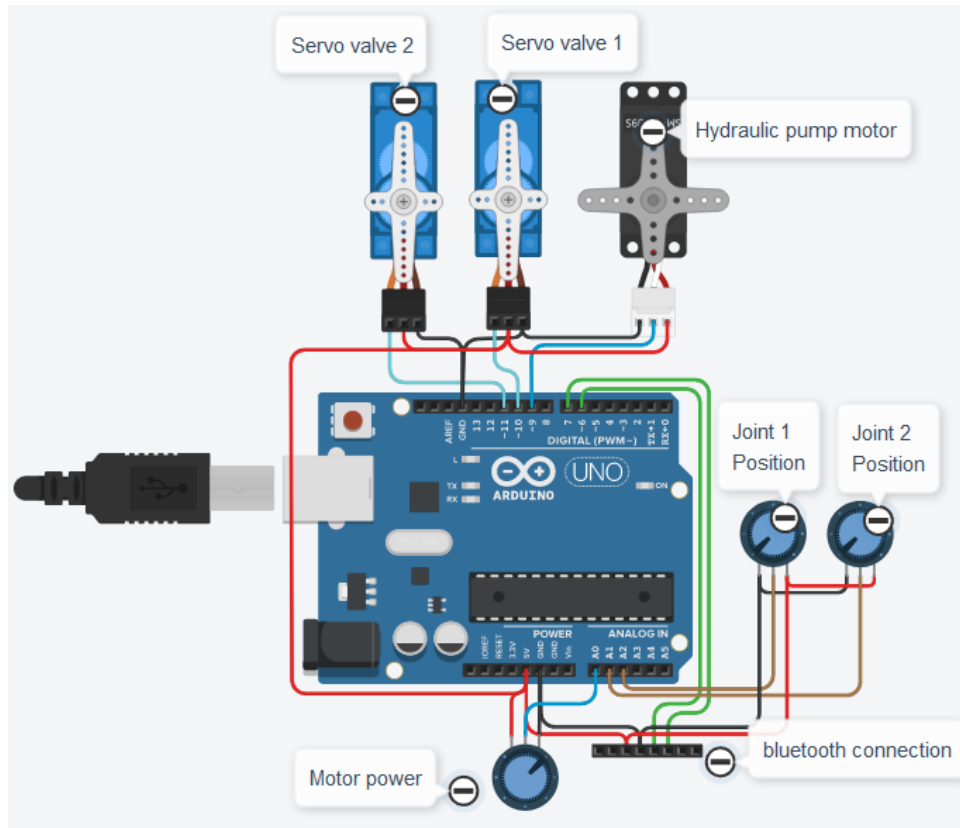 Servo valve 2
Servo valve 1
Hydraulic pump motor
AREF
GND
13
12
~11
~10
~9
8
7
~6
~5
4
~3
2
TX→1
RX←0
DIGITAL (PWM~)
L
TX
RX
ARDUINO
UNO
ON
Joint 1
Position
Joint 2
Position
POWER
ANALOG IN
IOREF
RESET
3.3V
5V
GND
GND
Vin
A0
A1
A2
A3
A4
A5
Motor power
bluetooth connection